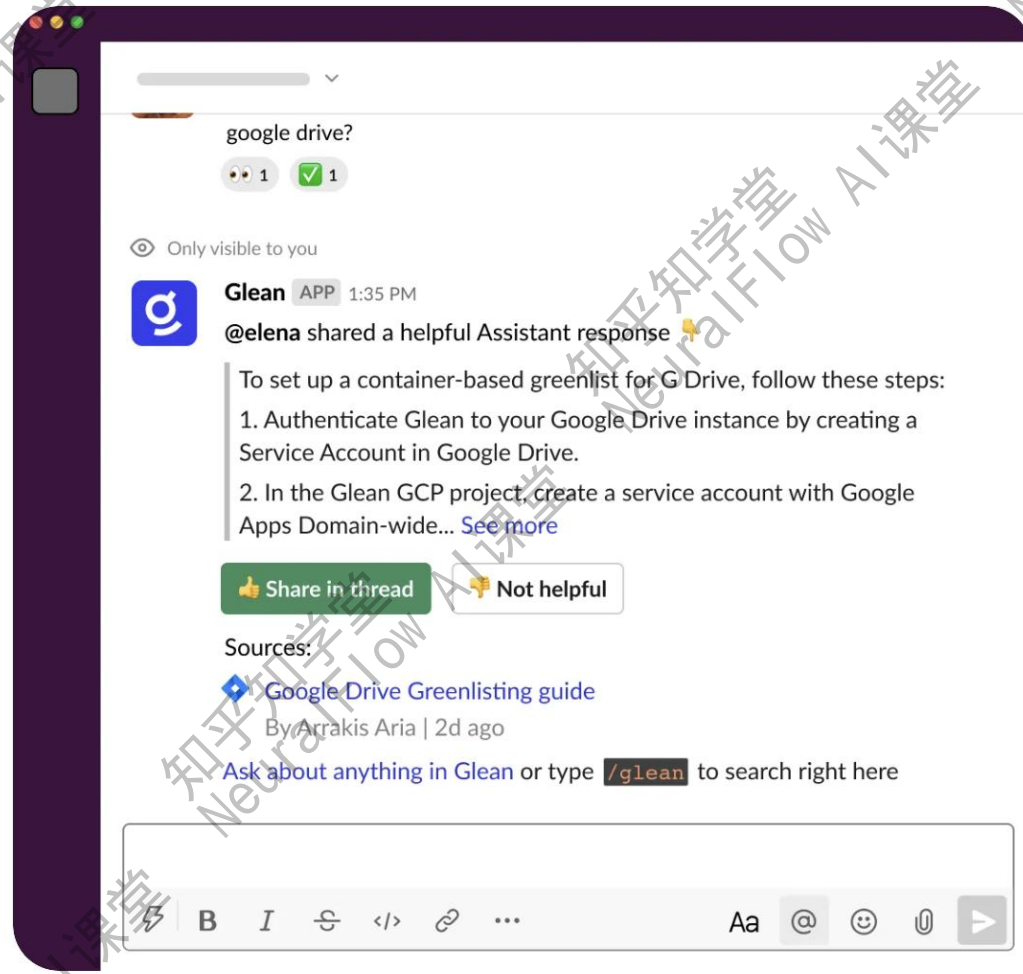 google drive?
1
1
Only visible to you
Glean APP 1:35 PM
@elena shared a helpful Assistant response
To set up a container-based greenlist for G Drive, follow these steps:
1. Authenticate Glean to your Google Drive instance by creating a
Service Account in Google Drive.
2. In the Glean GCP project, create a service account with Google
Apps Domain-wide... See more
Share in thread
Not helpful
Sources:
Google Drive Greenlisting guide
By Arrakis Aria | 2d ago
Ask about anything in Glean or type /glean to search right here
B I S </> Aa @
知乎知学堂
NeuralFlow AI课堂
知乎知学堂
NeuralFlow AI课堂